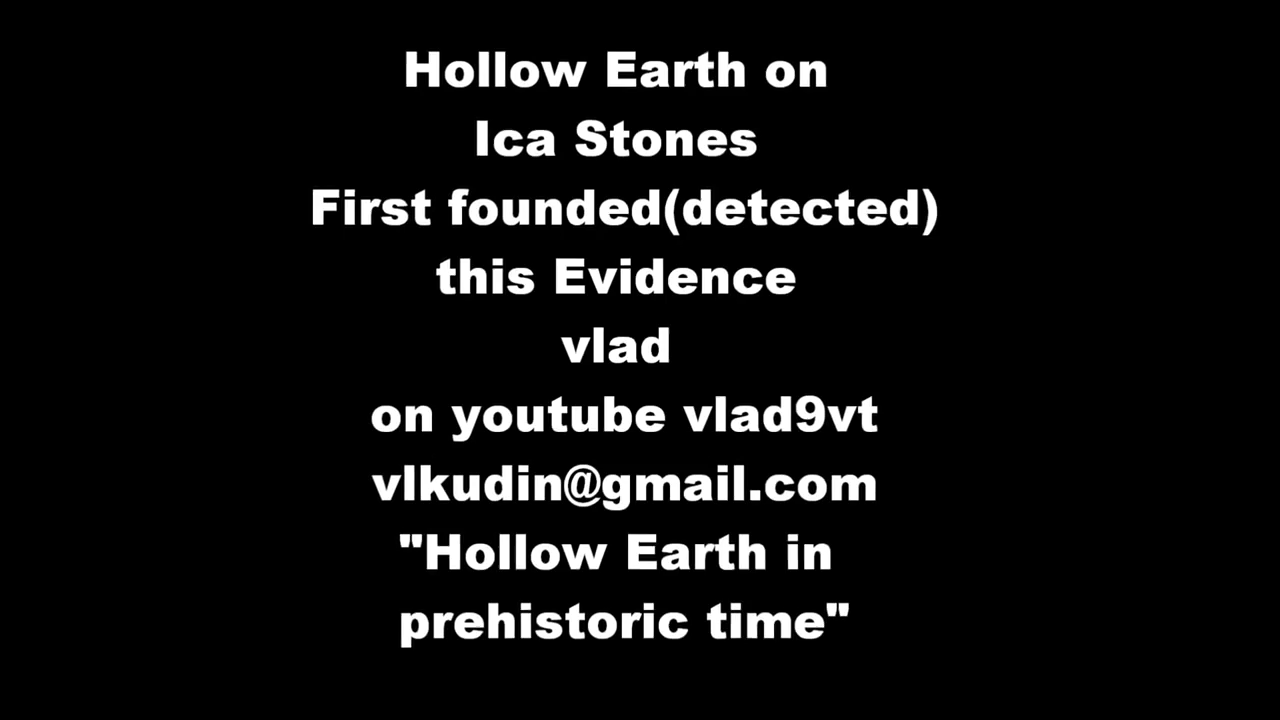 Hollow Earth on
Ica Stones
First founded(detected)
this Evidence
vlad
on youtube vlad9vt
vlkudin@gmail.com
"Hollow Earth in
prehistoric time"